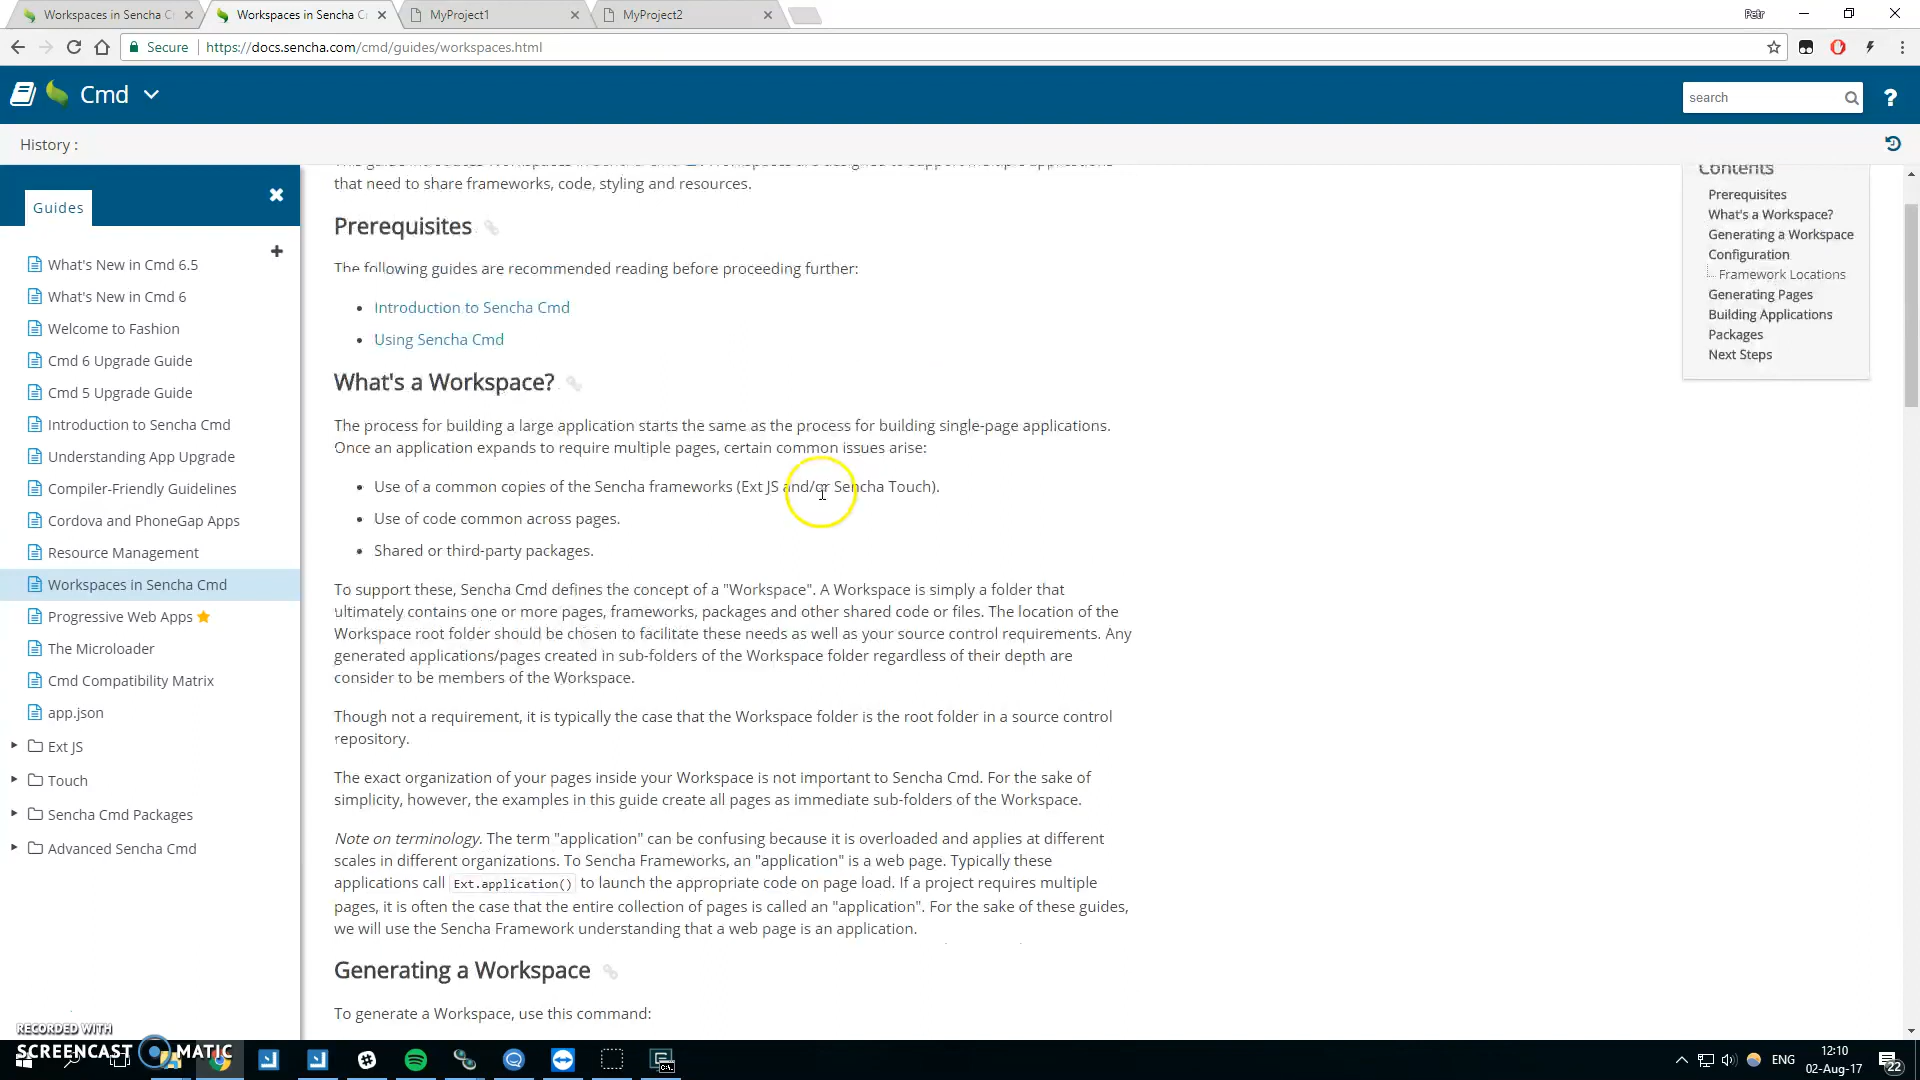 Workspaces in Sencha C
Workspaces in Sencha C
MyProject1
MyProject2
Petr
Secure
https://docs.sencha.com/cmd/guides/workspaces.html
Cmd
search
?
History :
Guides
What's New in Cmd 6.5
What's New in Cmd 6
Welcome to Fashion
Cmd 6 Upgrade Guide
Cmd 5 Upgrade Guide
Introduction to Sencha Cmd
Understanding App Upgrade
Compiler-Friendly Guidelines
Cordova and PhoneGap Apps
Resource Management
Workspaces in Sencha Cmd
Progressive Web Apps
The Microloader
Cmd Compatibility Matrix
app.json
Ext JS
Touch
Sencha Cmd Packages
Advanced Sencha Cmd
that need to share frameworks, code, styling and resources.
Prerequisites
The following guides are recommended reading before proceeding further:
• Introduction to Sencha Cmd
• Using Sencha Cmd
What's a Workspace?
The process for building a large application starts the same as the process for building single-page applications.
Once an application expands to require multiple pages, certain common issues arise:
• Use of a common copies of the Sencha frameworks (Ext JS and/or Sencha Touch).
• Use of code common across pages.
• Shared or third-party packages.
To support these, Sencha Cmd defines the concept of a "Workspace". A Workspace is simply a folder that
ultimately contains one or more pages, frameworks, packages and other shared code or files. The location of the
Workspace root folder should be chosen to facilitate these needs as well as your source control requirements. Any
generated applications/pages created in sub-folders of the Workspace folder regardless of their depth are
consider to be members of the Workspace.
Though not a requirement, it is typically the case that the Workspace folder is the root folder in a source control
repository.
The exact organization of your pages inside your Workspace is not important to Sencha Cmd. For the sake of
simplicity, however, the examples in this guide create all pages as immediate sub-folders of the Workspace.
Note on terminology. The term "application" can be confusing because it is overloaded and applies at different
scales in different organizations. To Sencha Frameworks, an "application" is a web page. Typically these
applications call Ext.application() to launch the appropriate code on page load. If a project requires multiple
pages, it is often the case that the entire collection of pages is called an "application". For the sake of these guides,
we will use the Sencha Framework understanding that a web page is an application.
Generating a Workspace
To generate a Workspace, use this command:
Contents
Prerequisites
What's a Workspace?
Generating a Workspace
Configuration
Framework Locations
Generating Pages
Building Applications
Packages
Next Steps
RECORDED WITH
SCREENCAST MATIC
ENG
12:10
02-Aug-17
22